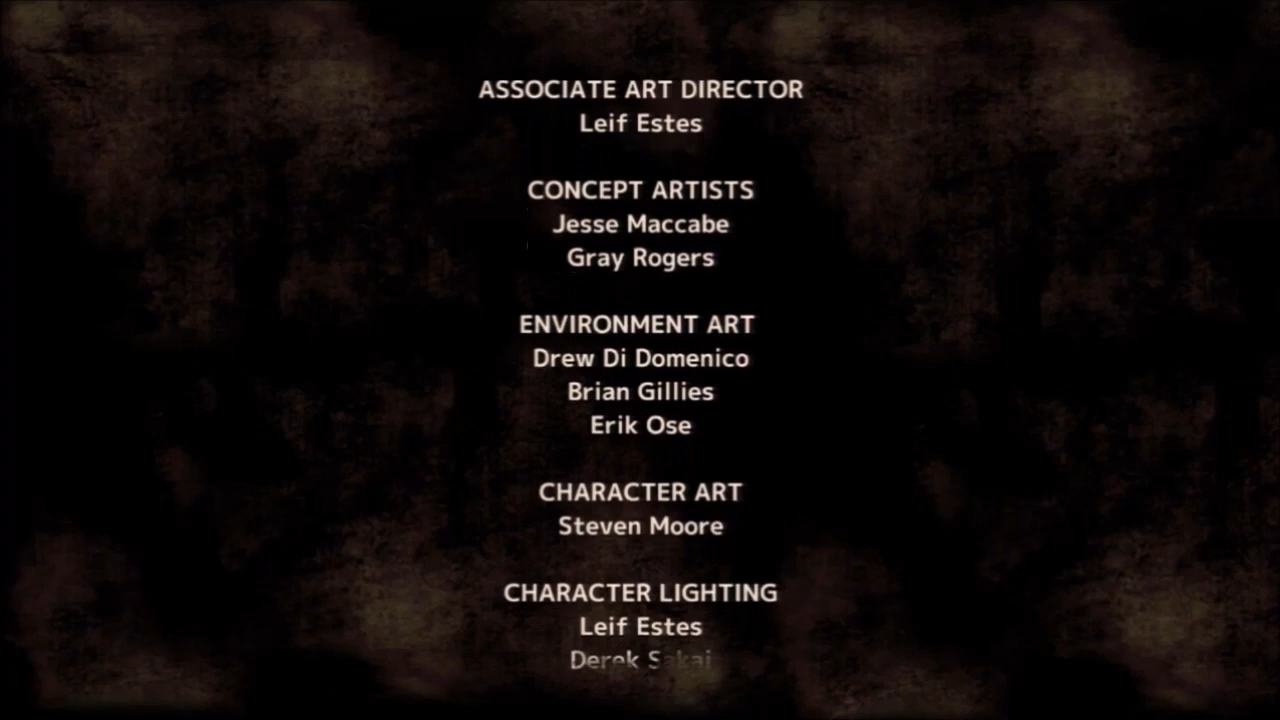 ASSOCIATE ART DIRECTOR
Leif Estes
CONCEPT ARTISTS
Jesse Maccabe
Gray Rogers
ENVIRONMENT ART
Drew Di Domenico
Brian Gillies
Erik Ose
CHARACTER ART
Steven Moore
CHARACTER LIGHTING
Leif Estes
Derek Sakai